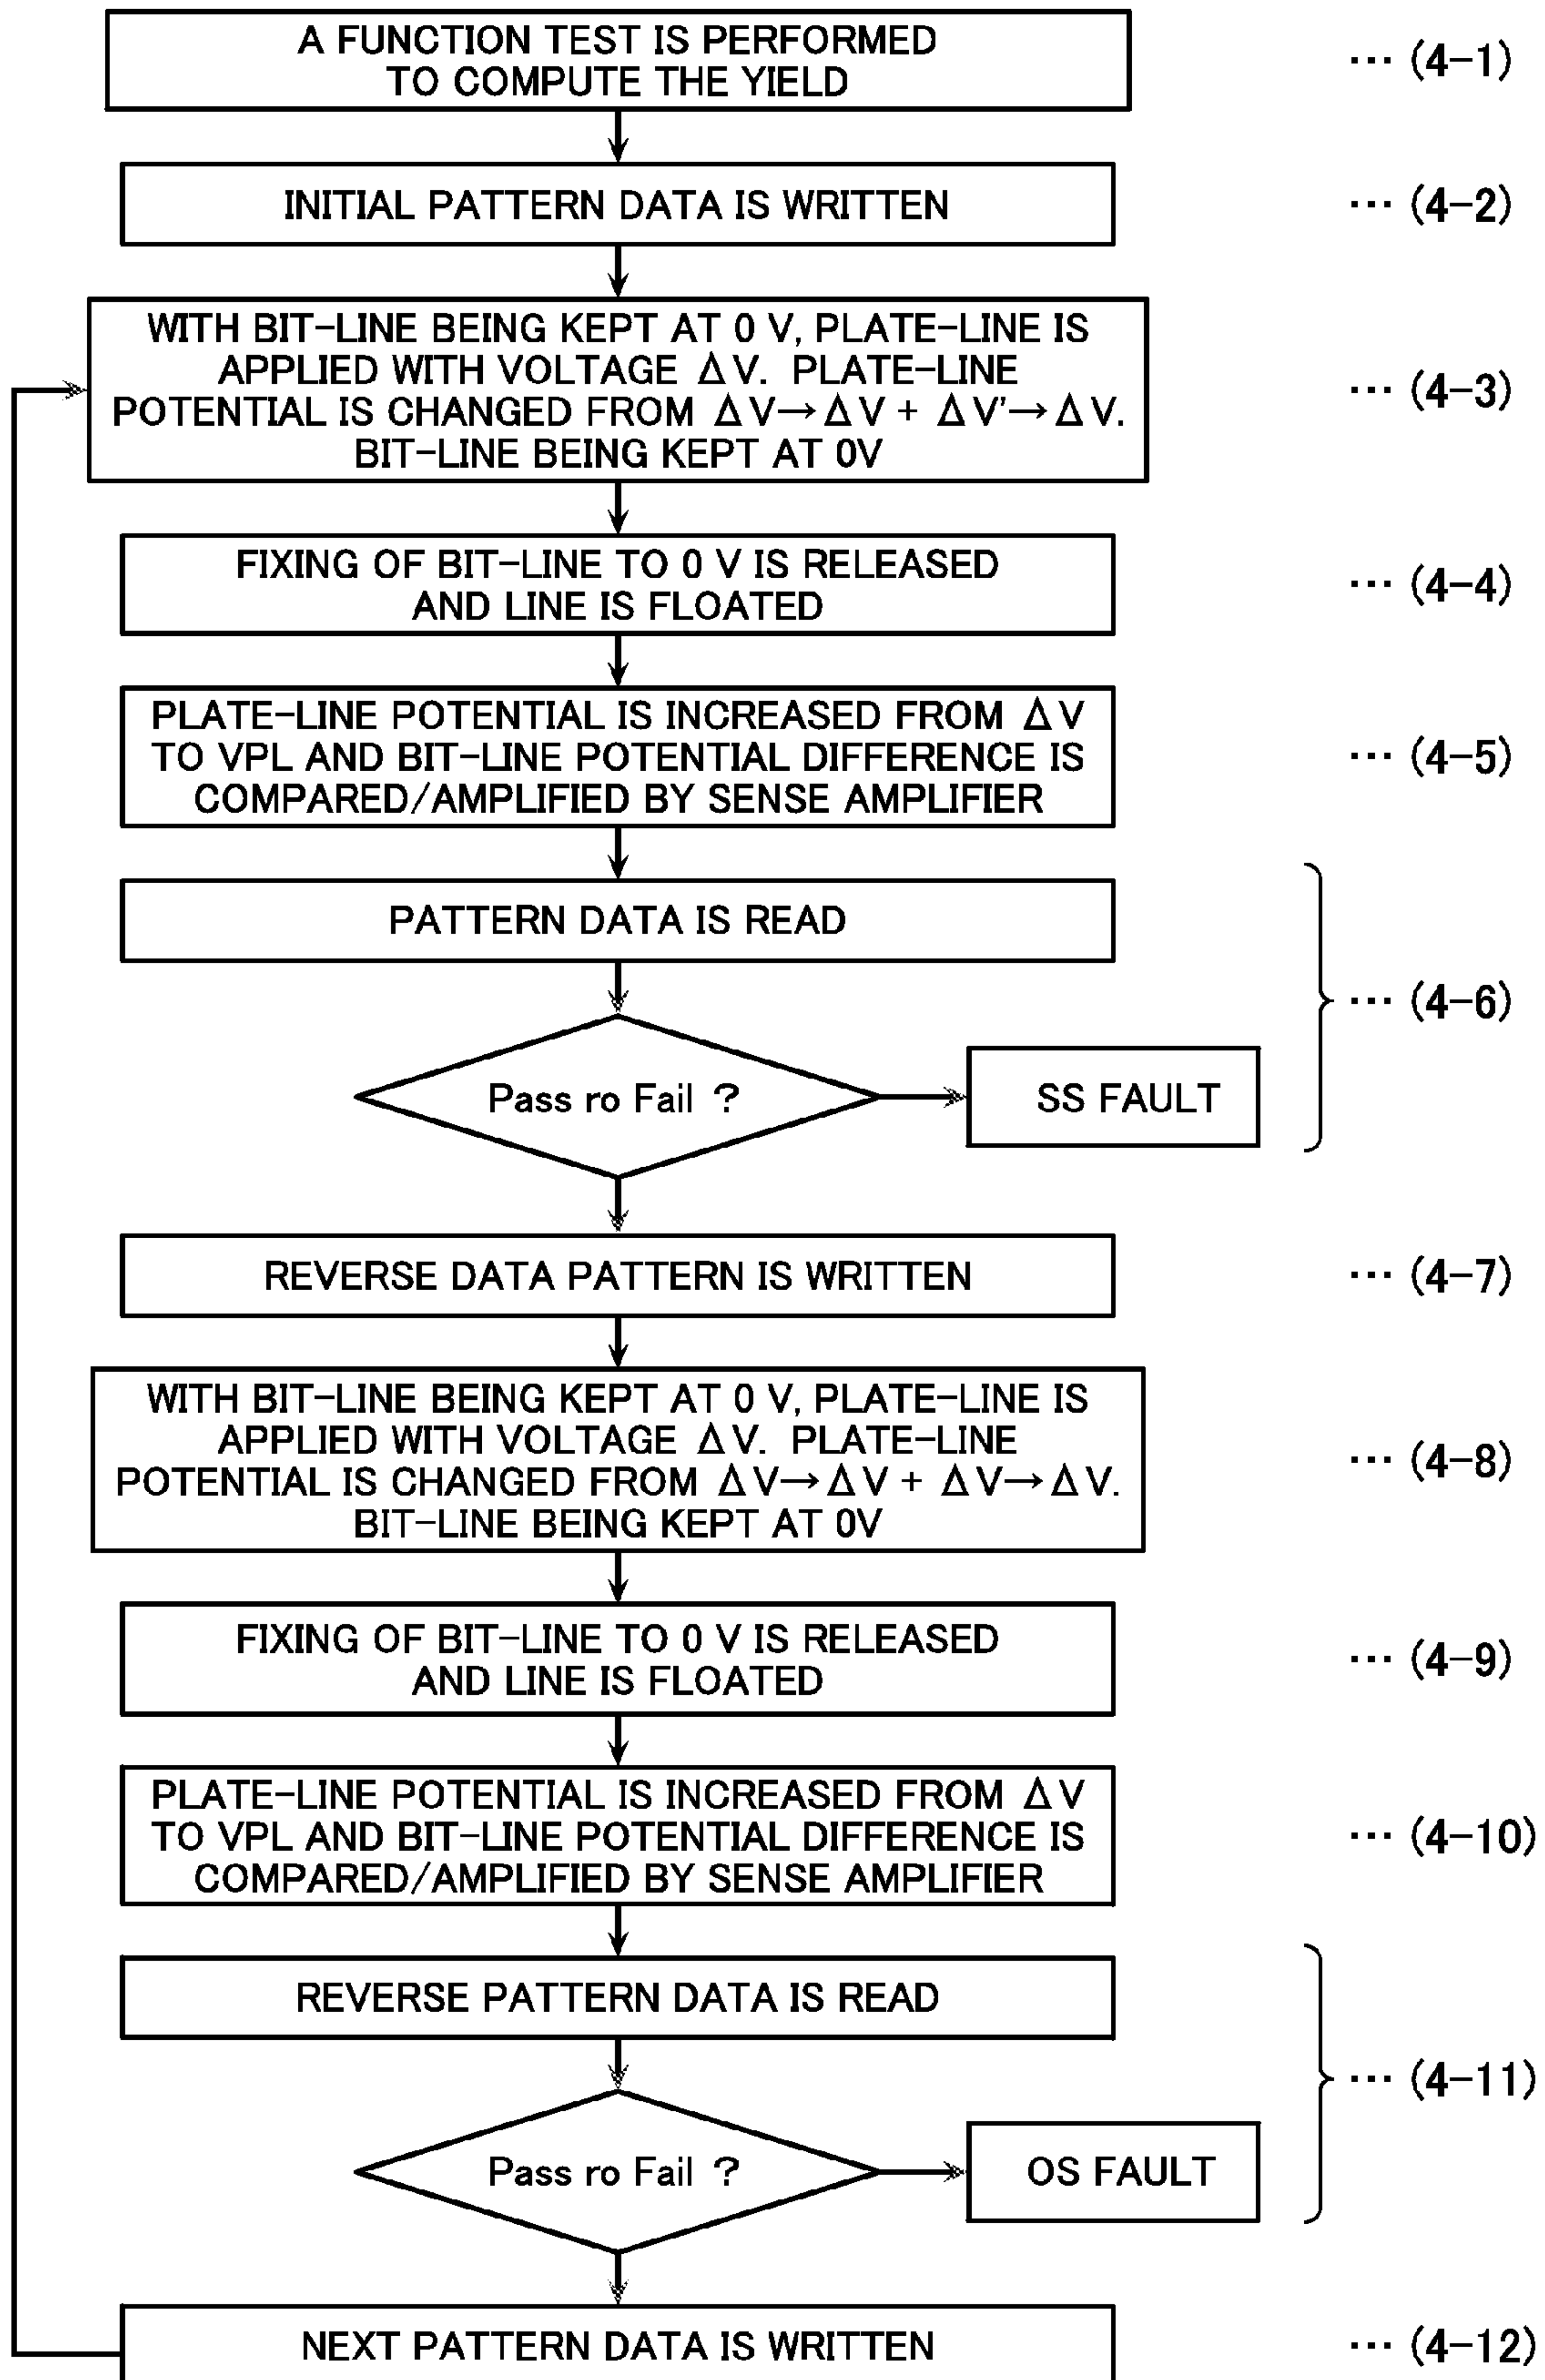 A FUNCTION TEST IS PERFORMED
TO COMPUTE THE YIELD
··· (4-1)
INITIAL PATTERN DATA IS WRITTEN
··· (4-2)
WITH BIT-LINE BEING KEPT AT 0 V, PLATE-LINE IS
APPLIED WITH VOLTAGE ΔV. PLATE-LINE
POTENTIAL IS CHANGED FROM ΔV→ΔV + ΔV'→ΔV.
BIT-LINE BEING KEPT AT 0V
··· (4-3)
FIXING OF BIT-LINE TO 0 V IS RELEASED
AND LINE IS FLOATED
··· (4-4)
PLATE-LINE POTENTIAL IS INCREASED FROM ΔV
TO VPL AND BIT-LINE POTENTIAL DIFFERENCE IS
COMPARED/AMPLIFIED BY SENSE AMPLIFIER
··· (4-5)
PATTERN DATA IS READ
··· (4-6)
Pass ro Fail ?
SS FAULT
REVERSE DATA PATTERN IS WRITTEN
··· (4-7)
WITH BIT-LINE BEING KEPT AT 0 V, PLATE-LINE IS
APPLIED WITH VOLTAGE ΔV. PLATE-LINE
POTENTIAL IS CHANGED FROM ΔV→ΔV + ΔV→ΔV.
BIT-LINE BEING KEPT AT 0V
··· (4-8)
FIXING OF BIT-LINE TO 0 V IS RELEASED
AND LINE IS FLOATED
··· (4-9)
PLATE-LINE POTENTIAL IS INCREASED FROM ΔV
TO VPL AND BIT-LINE POTENTIAL DIFFERENCE IS
COMPARED/AMPLIFIED BY SENSE AMPLIFIER
··· (4-10)
REVERSE PATTERN DATA IS READ
··· (4-11)
Pass ro Fail ?
OS FAULT
NEXT PATTERN DATA IS WRITTEN
··· (4-12)